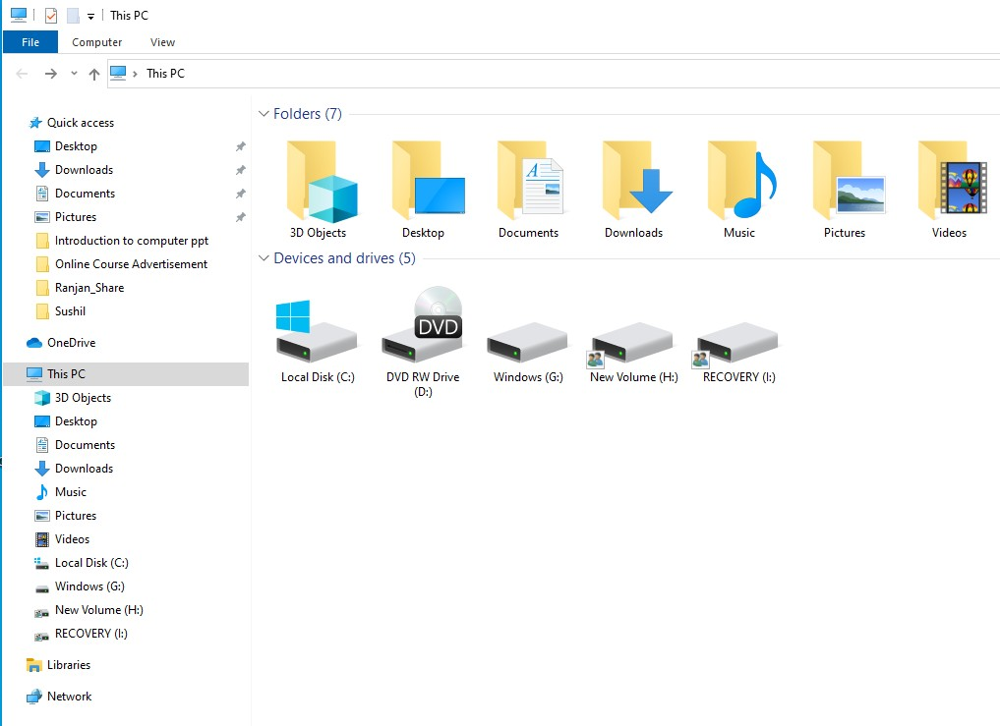 This PC
File Computer View
This PC
Quick access
Desktop
Downloads
Documents
Pictures
Introduction to computer ppt
Online Course Advertisement
Ranjan_Share
Sushil
OneDrive
This PC
3D Objects
Desktop
Documents
Downloads
Music
Pictures
Videos
Local Disk (C:)
Windows (G:)
New Volume (H:)
RECOVERY (I:)
Libraries
Network
Folders (7)
A
3D Objects Desktop Documents Downloads Music Pictures Videos
Devices and drives (5)
DVD
Local Disk (C:) DVD RW Drive Windows (G:) New Volume (H:) RECOVERY (I:)
(D:)